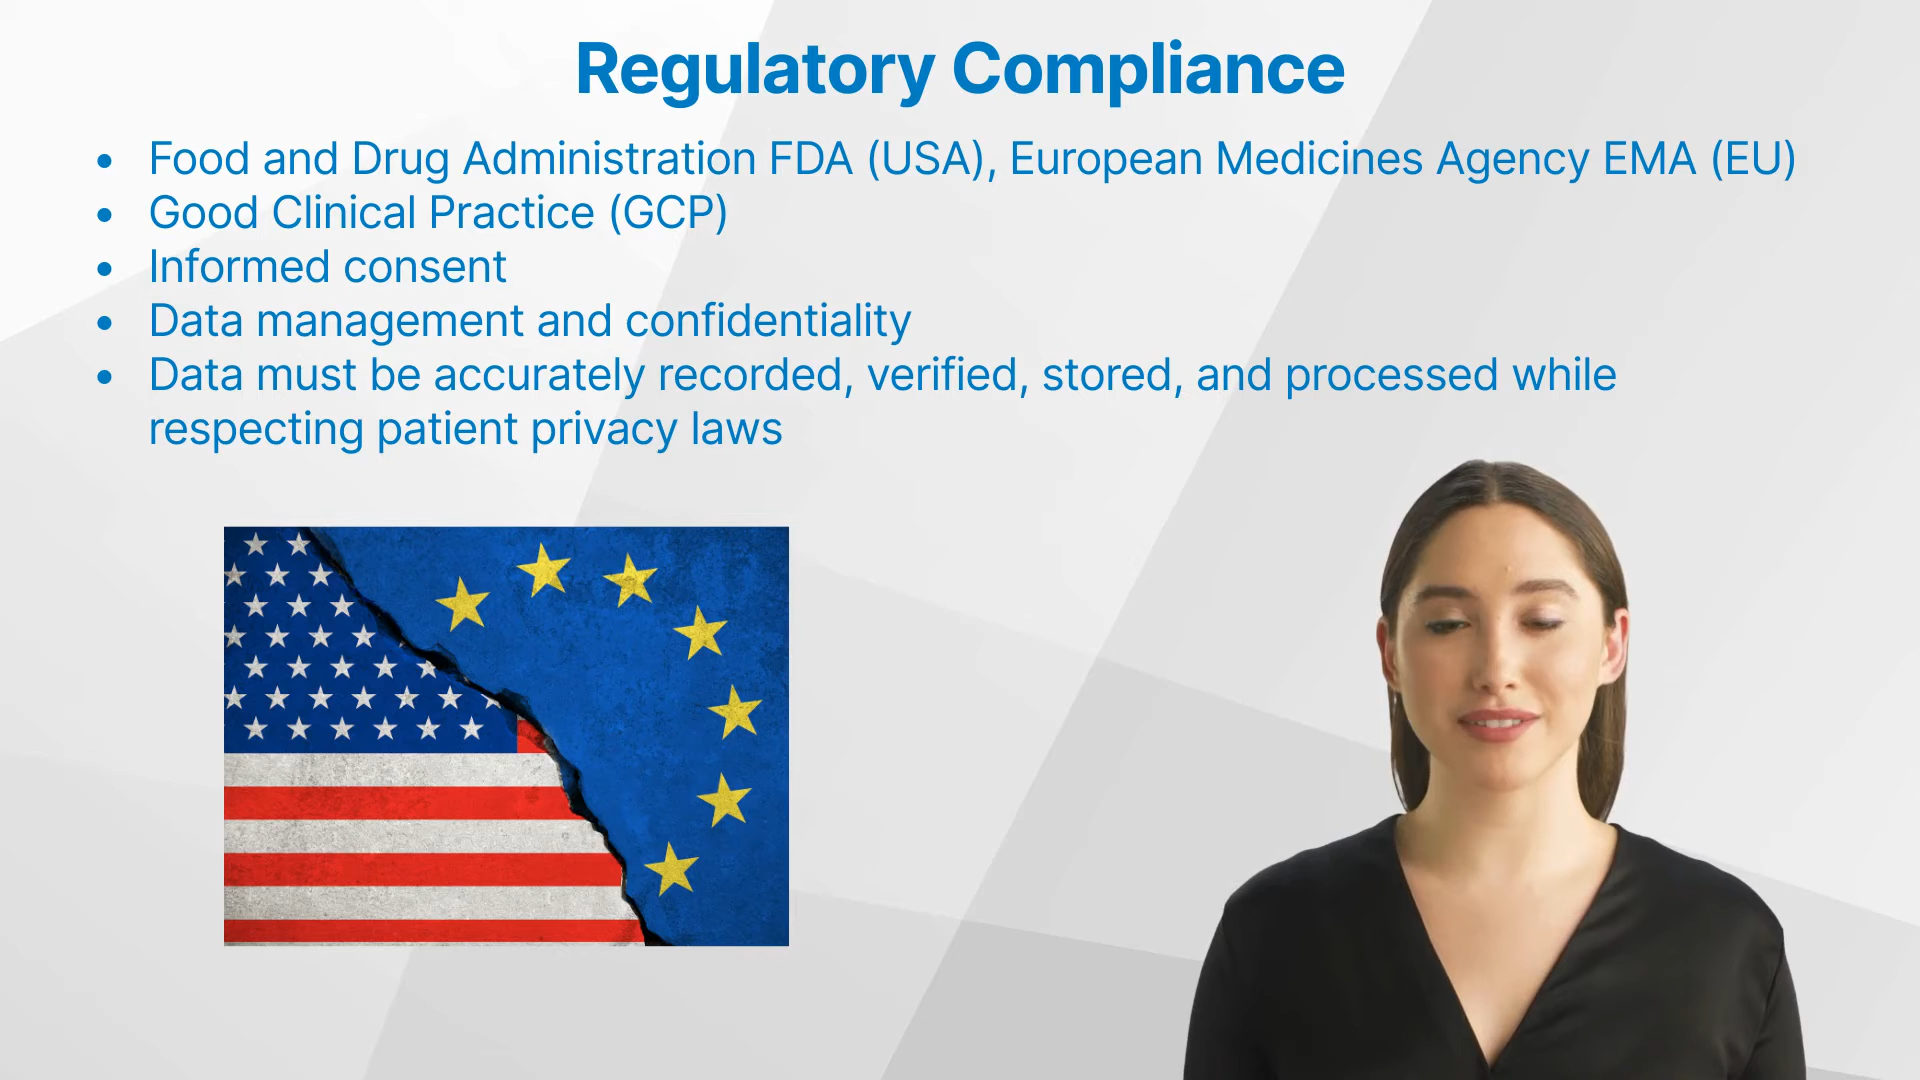 Regulatory Compliance
• Food and Drug Administration FDA (USA), European Medicines Agency EMA (EU)
• Good Clinical Practice (GCP)
• Informed consent
• Data management and confidentiality
• Data must be accurately recorded, verified, stored, and processed while
respecting patient privacy laws